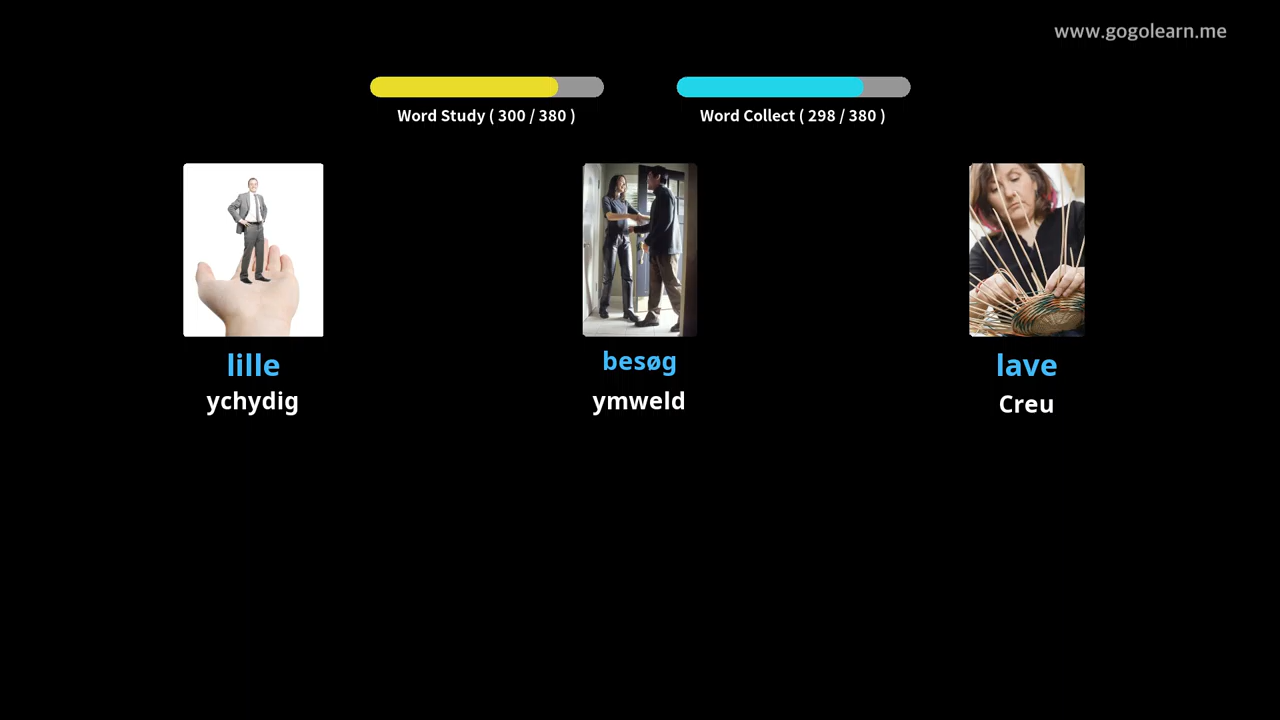 www.gogolearn.me
Word Study ( 300 / 380 )
Word Collect ( 298 / 380 )
lille
besøg
lave
ychydig
ymweld
Creu